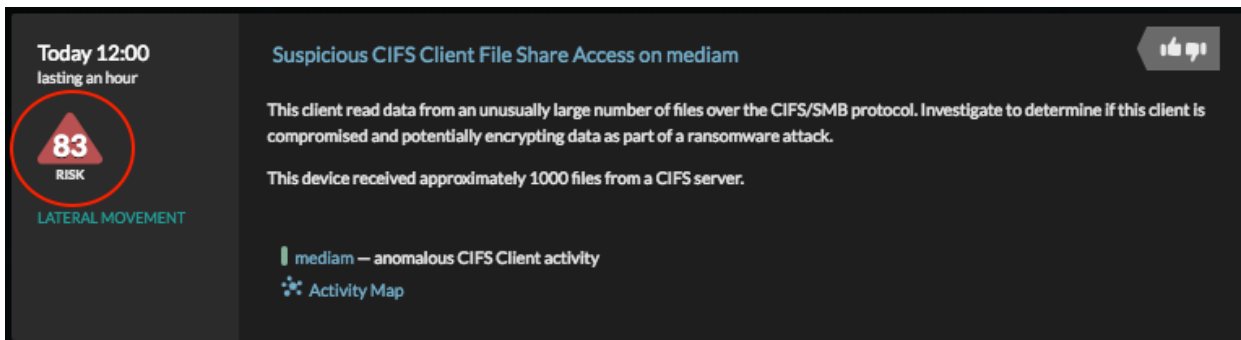 Today 12:00
lasting an hour
83
RISK
LATERAL MOVEMENT
Suspicious CIFS Client File Share Access on mediam
This client read data from an unusually large number of files over the CIFS/SMB protocol. Investigate to determine if this client is
compromised and potentially encrypting data as part of a ransomware attack.
This device received approximately 1000 files from a CIFS server.
mediam — anomalous CIFS Client activity
Activity Map